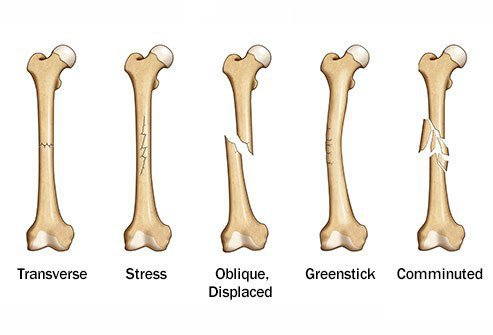 Transverse
Stress
Oblique,
Displaced
Greenstick
Comminuted